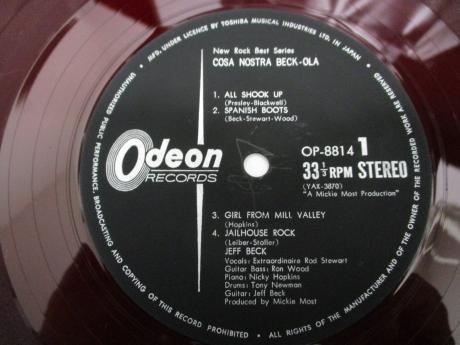 MFD. UNDER LICENCE BY TOSHIBA MUSICAL INDUSTRIES LTD. IN JAPAN
New Rock Best Series
COSA NOSTRA BECK-OLA
1. ALL SHOOK UP
(Presley-Blackwell)
2. SPANISH BOOTS
(Beck-Stewart-Wood)
Odeon
RECORDS
OP-8814 1
33 1/3 RPM STEREO
(YAX-3870)
"A Mickie Most Production"
3. GIRL FROM MILL VALLEY
(Hopkins)
4. JAILHOUSE ROCK
(Leiber-Stoller)
JEFF BECK
Vocals: Extraordinaire Rod Stewart
Guitar Bass: Ron Wood
Piano: Nicky Hopkins
Drums: Tony Newman
Guitar: Jeff Beck
Produced by Mickie Most
ALL RIGHTS OF THE MANUFACTURER AND OF THE OWNER OF THE RECORDED WORK ARE RESERVED
UNAUTHORIZED PUBLIC PERFORMANCE, BROADCASTING AND COPYING OF THIS RECORD PROHIBITED